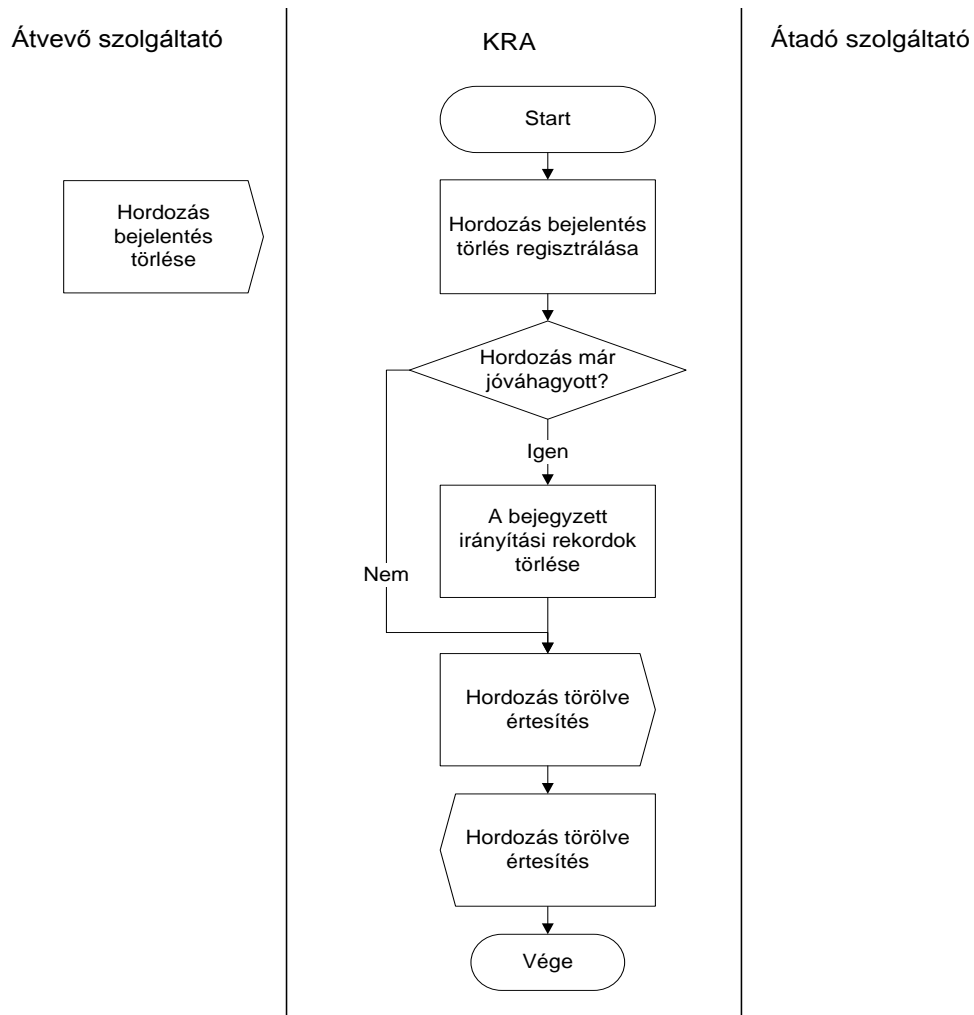 Átvevő szolgáltató
KRA
Átadó szolgáltató
Start
Hordozás
bejelentés
törlése
Hordozás bejelentés
törlés regisztrálása
Hordozás már
jóváhagyott?
Igen
A bejegyzett
irányítási rekordok
törlése
Nem
Hordozás törölve
értesítés
Hordozás törölve
értesítés
Vége